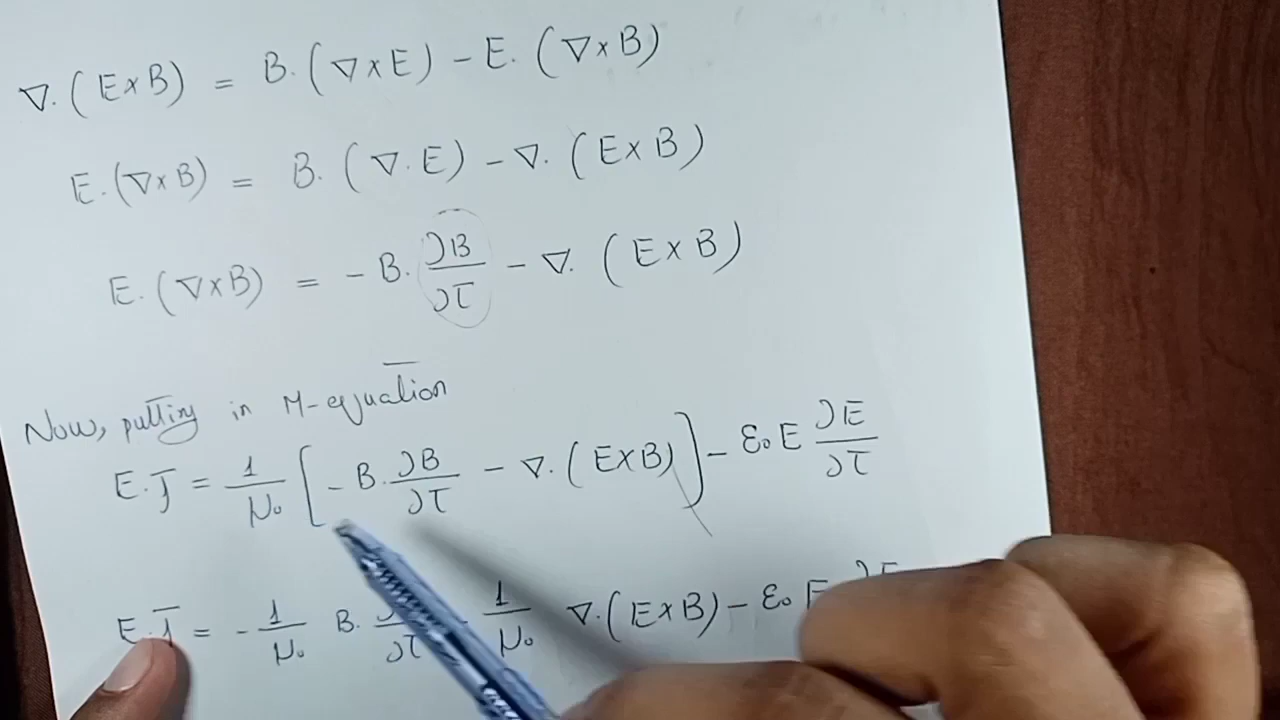 ∇.(E×B) = B.(∇×E) – E.(∇×B)
E.(∇×B) = B.(∇.E) – ∇.(E×B)
E.(∇×B) = – B. ∂B/∂t – ∇.(E×B)
Now, putting in M-equation
E.J = 1/μ₀ [ – B. ∂B/∂t – ∇.(E×B) ] – ε₀ E ∂E/∂t
E.J = – 1/μ₀ B. ∂t 1/μ₀ ∇.(E×B) – ε₀ E